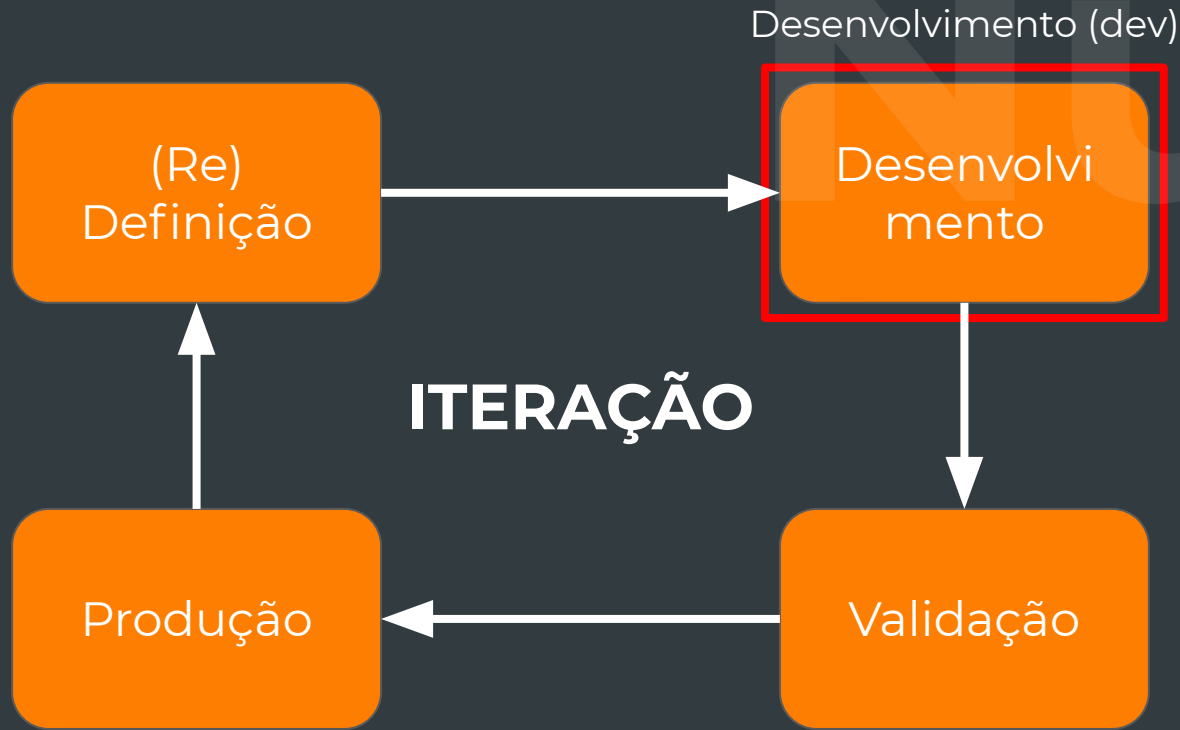 Desenvolvimento (dev)
(Re)
Definição
Desenvolvi
mento
ITERAÇÃO
Produção
Validação